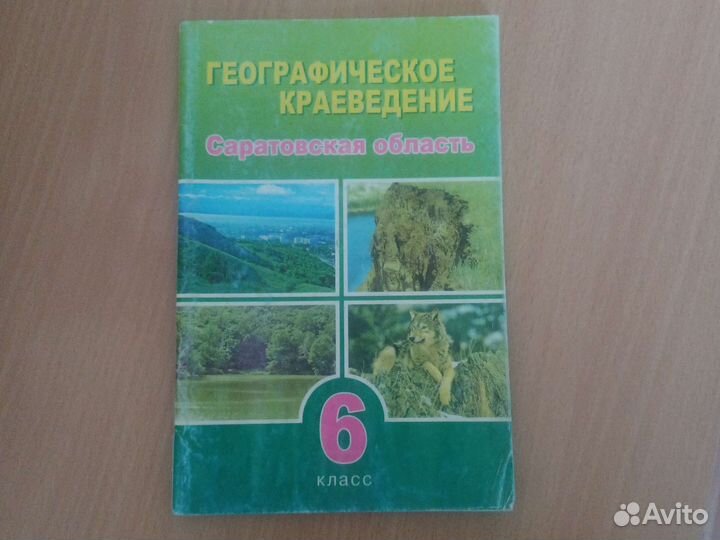 ГЕОГРАФИЧЕСКОЕ
КРАЕВЕДЕНИЕ
Саратовская область
6
класс
Avito